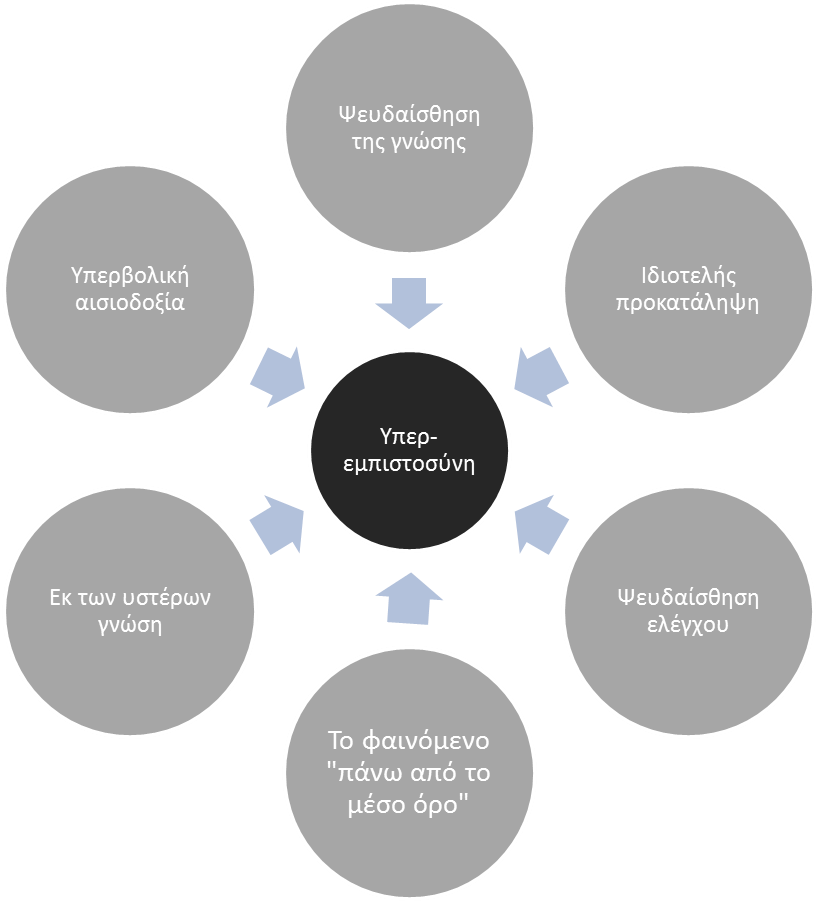 Ψευδαίσθηση
της γνώσης
Υπερβολική
αισιοδοξία
Ιδιοτελής
προκατάληψη
Υπερ-
εμπιστοσύνη
Εκ των υστέρων
γνώση
Ψευδαίσθηση
ελέγχου
Το φαινόμενο
"πάνω από το
μέσο όρο"